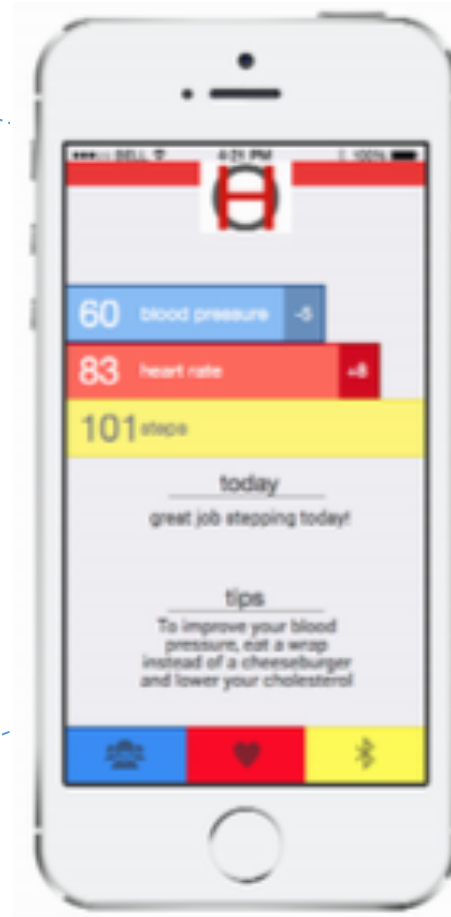 BELL 4:21 PM 100%
H
60 blood pressure -5
83 heart rate +8
101 steps
today
great job stepping today!
tips
To improve your blood
pressure, eat a wrap
instead of a cheeseburger
and lower your cholesterol